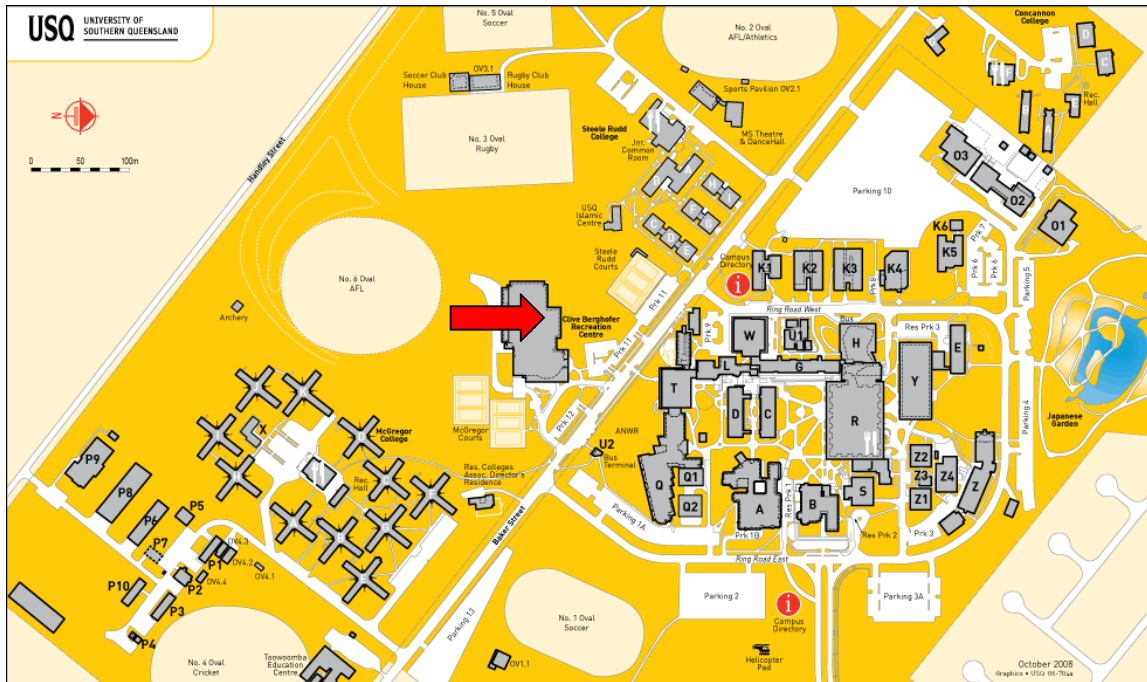 USQ
UNIVERSITY OF
SOUTHERN QUEENSLAND
No. 5 Oval
Soccer
No. 2 Oval
AFL/Athletics
Concannon
College
D
C
F
E
B
A
Rec.
Hall
Soccer Club
House
OV3.1
Rugby Club
House
Sports Pavilion OV2.1
N
0 50 100m
Handley Street
No. 3 Oval
Rugby
Steele Rudd
College
Jnr.
Common
Room
MS Theatre
& DanceHall
B
A
H
I
F
G
C
D
E
USQ
Islamic
Centre
Steele
Rudd
Courts
Parking 10
O3
O2
O1
K6
K5
Prk 7
Prk 6
Prk 6
Parking 5
Campus
Directory
i
K1
K2
K3
K4
Prk 8
No. 6 Oval
AFL
Archery
Clive Berghofer
Recreation
Centre
Prk 11
Prk 11
Prk 12
Ring Road West
Bus
Prk 9
W
U1
H
Res Prk 3
E
L
G
T
D
C
R
Y
Parking 4
Japanese
Garden
McGregor
Courts
McGregor
College
X
Rec.
Hall
ANWR
U2
Bus
Terminal
Res. Colleges
Assoc. Director's
Residence
Q
Q1
Q2
A
B
S
Z2
Z3
Z1
Z4
Z
Res Prk 1
Prk 1B
Res Prk 2
Prk 3
Parking 1A
Ring Road East
Baker Street
P9
P8
P6
P5
P7
P1
OV4.3
OV4.2
OV4.1
OV4.4
P2
P10
P3
P4
Parking 13
Parking 2
Parking 3A
i
Campus
Directory
No. 1 Oval
Soccer
OV1.1
Helicopter
Pad
No. 4 Oval
Cricket
Toowoomba
Education
Centre
October 2008
Graphics • USQ 08-704a